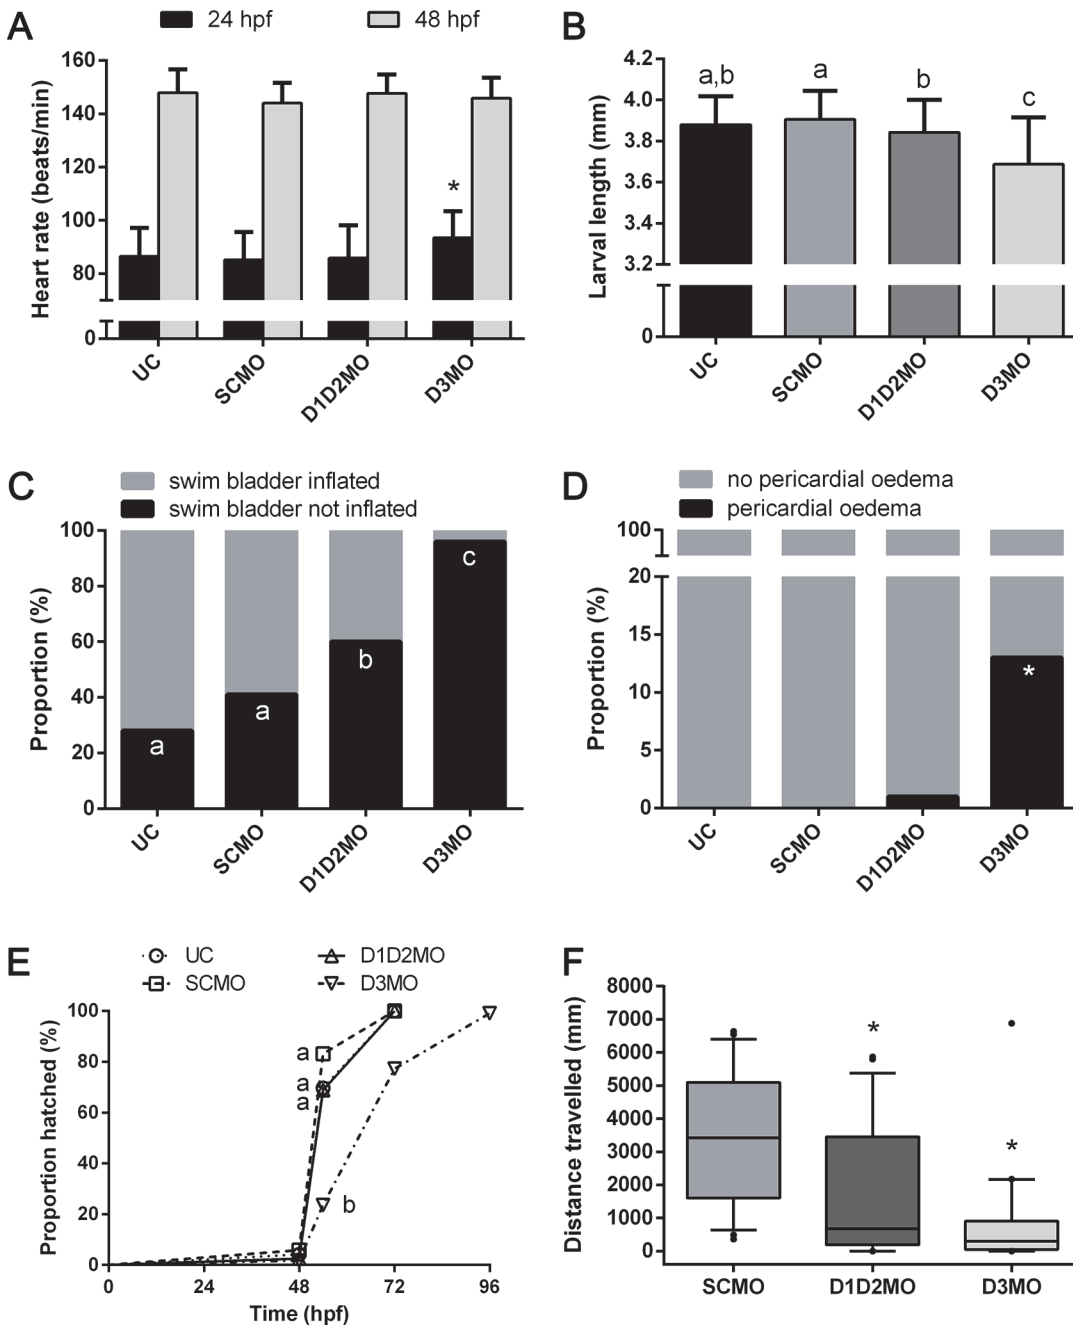 A
24 hpf
48 hpf
Heart rate (beats/min)
160
140
120
100
80
0
*
UC
SCMO
D1D2MO
D3MO
B
Larval length (mm)
4.2
4.0
3.8
3.6
3.4
3.2
0
a,b
a
b
c
UC
SCMO
D1D2MO
D3MO
C
swim bladder inflated
swim bladder not inflated
Proportion (%)
100
80
60
40
20
0
a
a
b
c
UC
SCMO
D1D2MO
D3MO
D
no pericardial oedema
pericardial oedema
Proportion (%)
100
20
15
10
5
0
*
UC
SCMO
D1D2MO
D3MO
E
UC
D1D2MO
SCMO
D3MO
Proportion hatched (%)
100
80
60
40
20
0
a
a
a
b
0
24
48
72
96
Time (hpf)
F
Distance travelled (mm)
8000
7000
6000
5000
4000
3000
2000
1000
0
*
*
SCMO
D1D2MO
D3MO